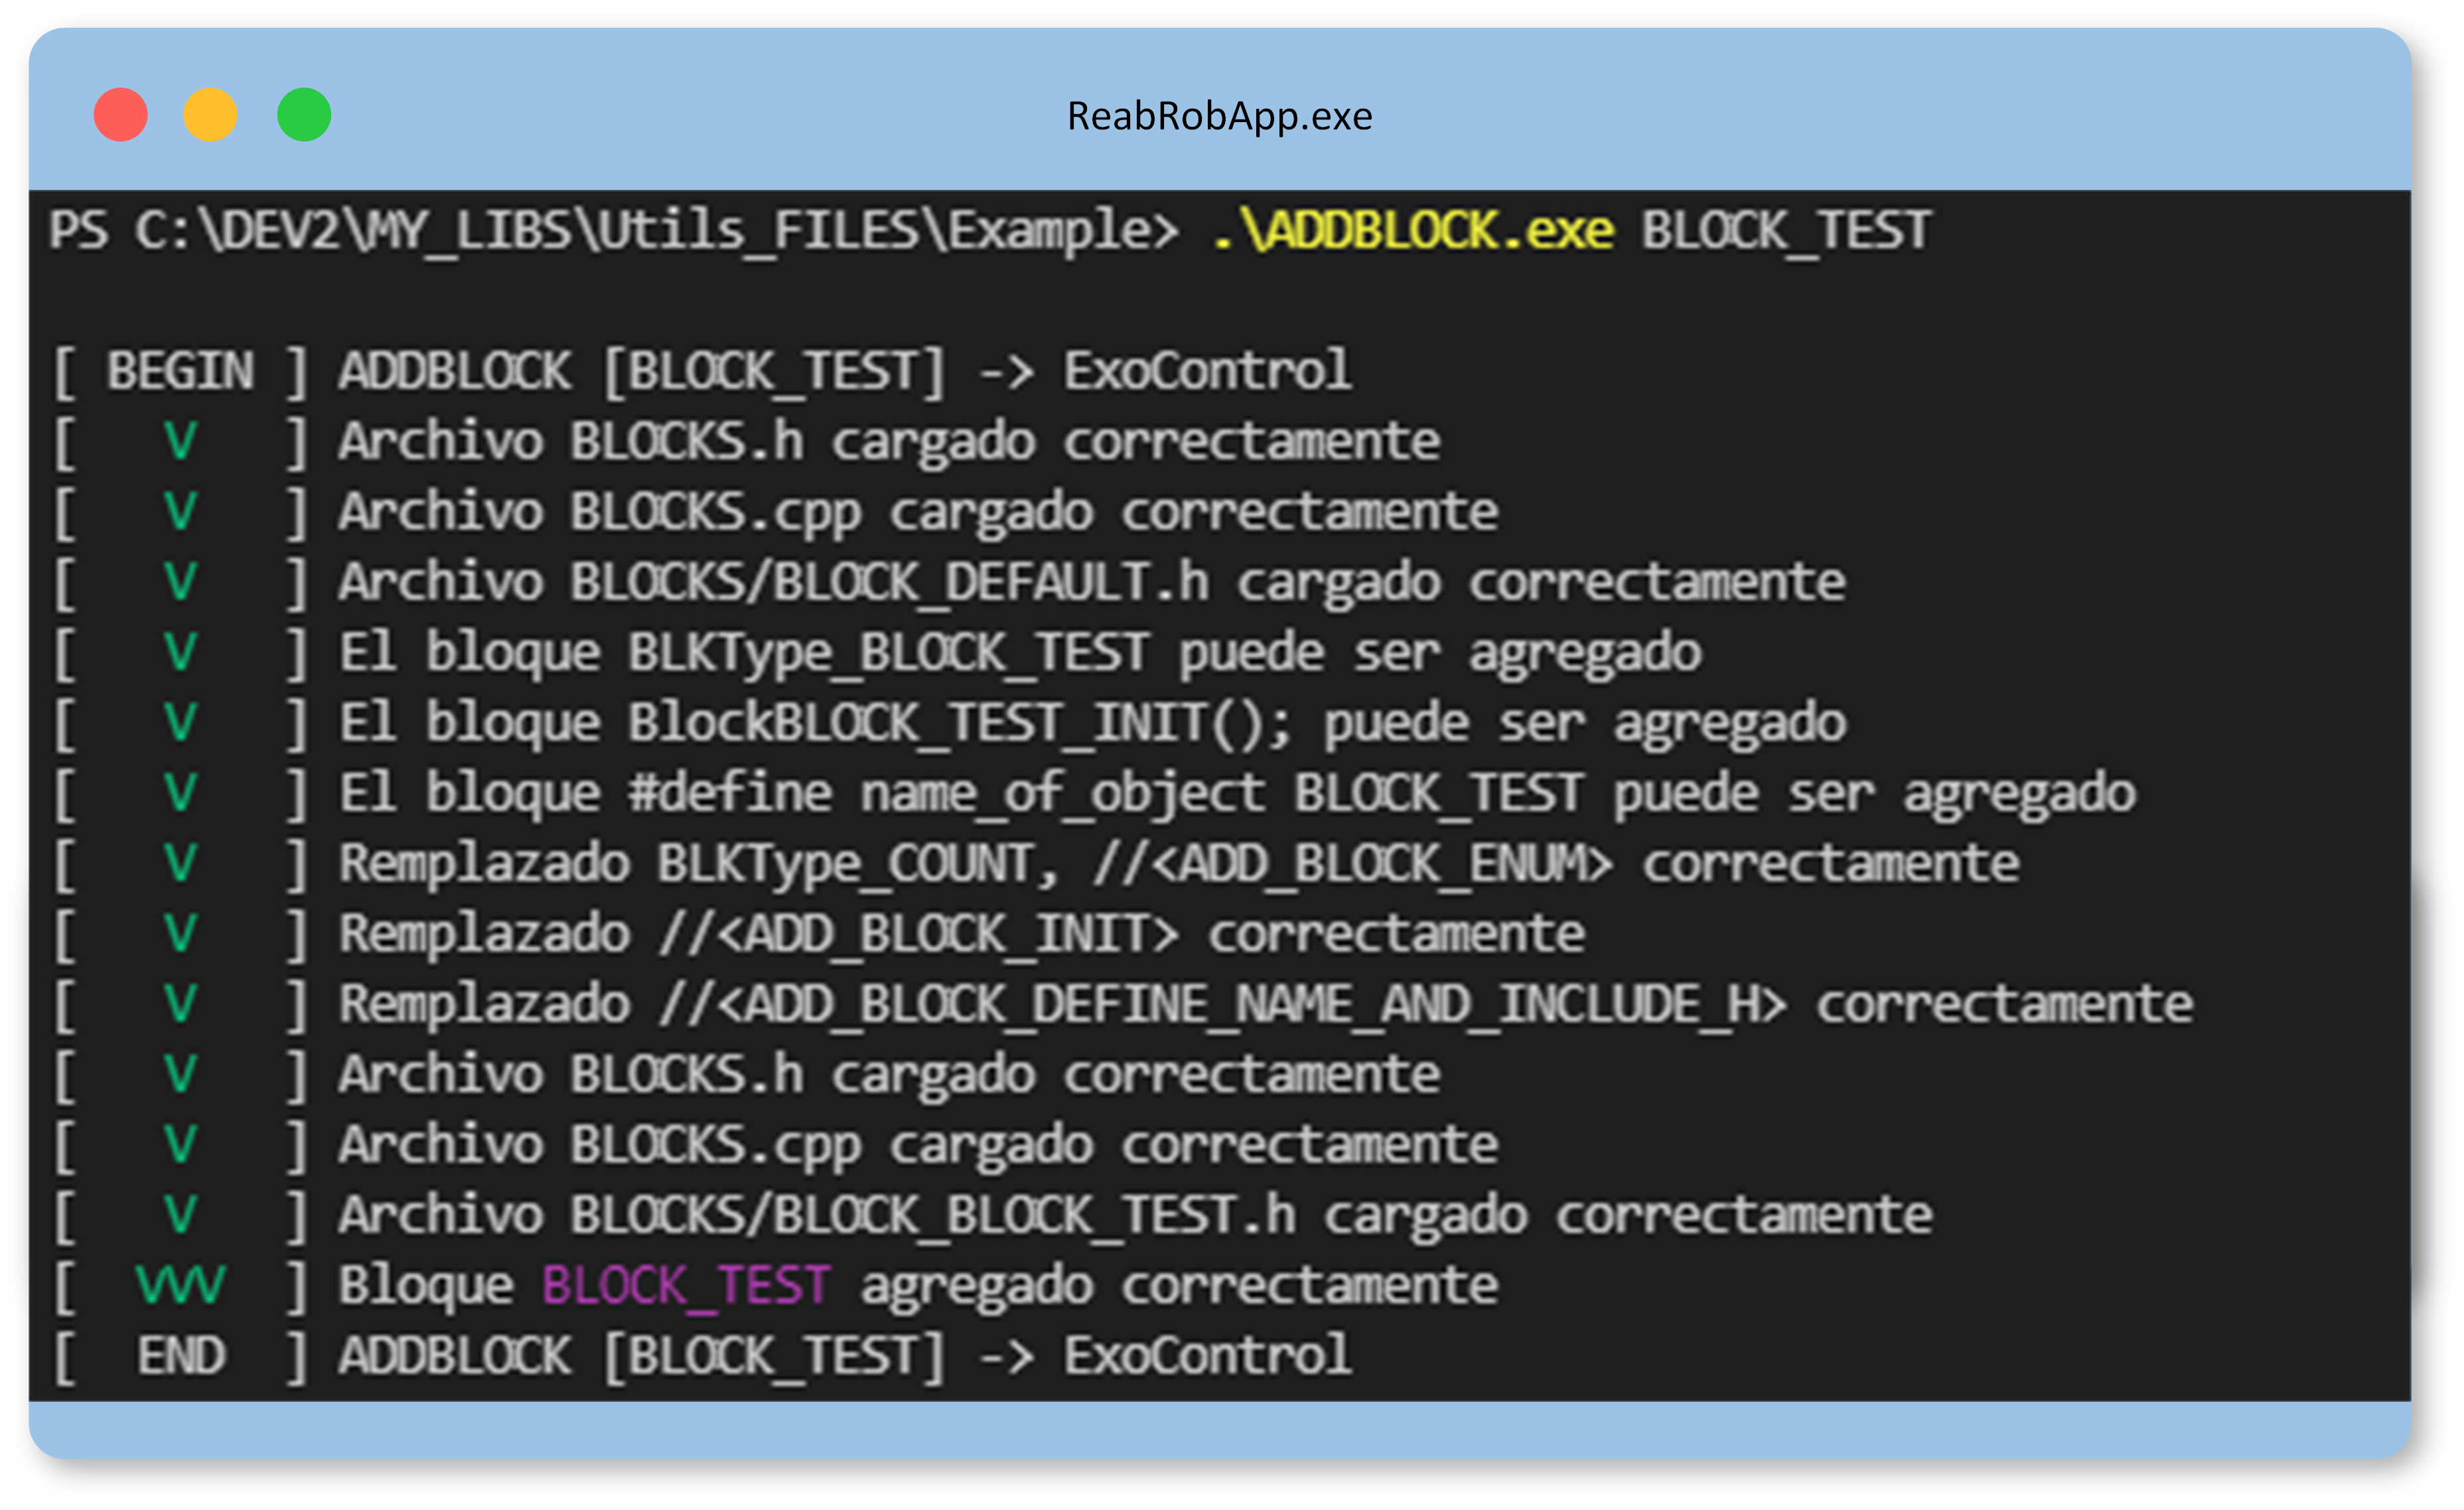 ReabRobApp.exe
PS C:\DEV2\MY_LIBS\Utils_FILES\Example> .\ADDBLOCK.exe BLOCK_TEST
[ BEGIN ] ADDBLOCK [BLOCK_TEST] -> ExoControl
[   V   ] Archivo BLOCKS.h cargado correctamente
[   V   ] Archivo BLOCKS.cpp cargado correctamente
[   V   ] Archivo BLOCKS/BLOCK_DEFAULT.h cargado correctamente
[   V   ] El bloque BLKType_BLOCK_TEST puede ser agregado
[   V   ] El bloque BlockBLOCK_TEST_INIT(); puede ser agregado
[   V   ] El bloque #define name_of_object BLOCK_TEST puede ser agregado
[   V   ] Remplazado BLKType_COUNT, //<ADD_BLOCK_ENUM> correctamente
[   V   ] Remplazado //<ADD_BLOCK_INIT> correctamente
[   V   ] Remplazado //<ADD_BLOCK_DEFINE_NAME_AND_INCLUDE_H> correctamente
[   V   ] Archivo BLOCKS.h cargado correctamente
[   V   ] Archivo BLOCKS.cpp cargado correctamente
[   V   ] Archivo BLOCKS/BLOCK_BLOCK_TEST.h cargado correctamente
[  VVV  ] Bloque BLOCK_TEST agregado correctamente
[  END  ] ADDBLOCK [BLOCK_TEST] -> ExoControl